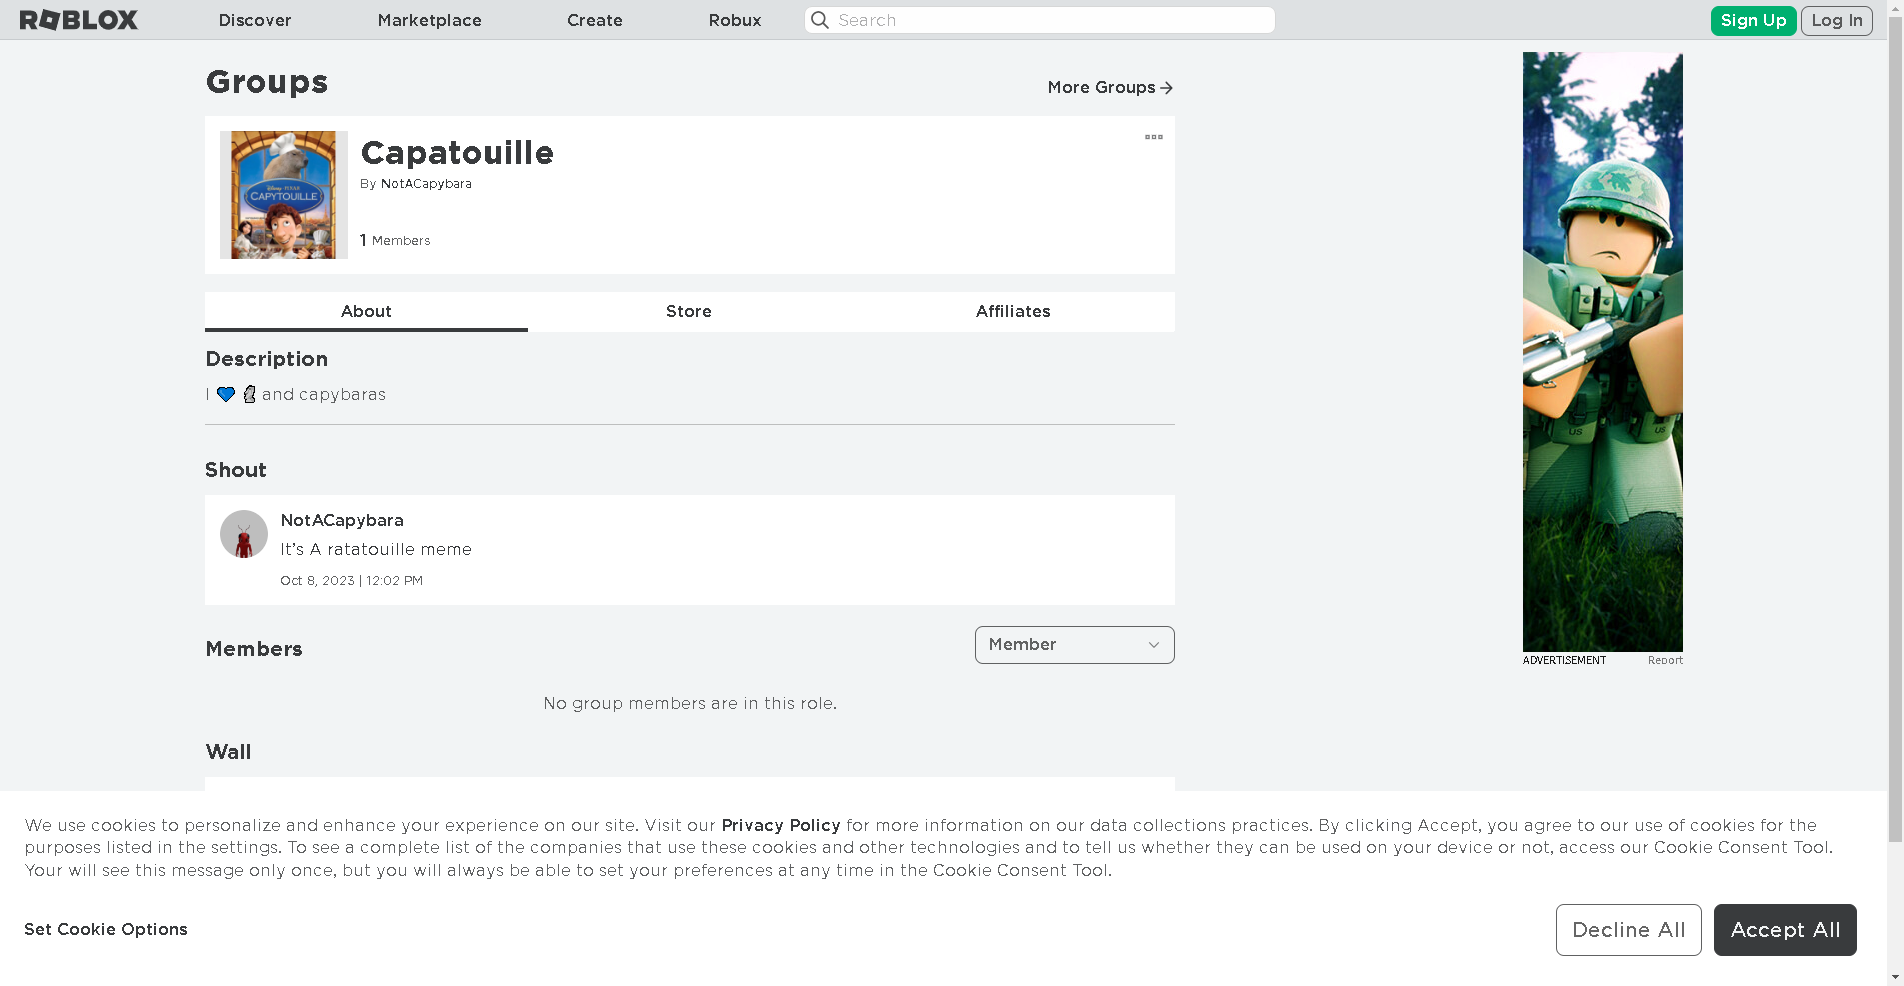 ROBLOX
Discover
Marketplace
Create
Robux
Search
Sign Up
Log In
Groups
More Groups
Disney PIXAR
CAPYTOUILLE
Capatouille
By NotACapybara
1 Members
About
Store
Affiliates
Description
I 💙 🗿 and capybaras
Shout
NotACapybara
It's A ratatouille meme
Oct 8, 2023 | 12:02 PM
Members
Member
No group members are in this role.
Wall
US
US
ADVERTISEMENT
Report
We use cookies to personalize and enhance your experience on our site. Visit our Privacy Policy for more information on our data collections practices. By clicking Accept, you agree to our use of cookies for the
purposes listed in the settings. To see a complete list of the companies that use these cookies and other technologies and to tell us whether they can be used on your device or not, access our Cookie Consent Tool.
Your will see this message only once, but you will always be able to set your preferences at any time in the Cookie Consent Tool.
Set Cookie Options
Decline All
Accept All